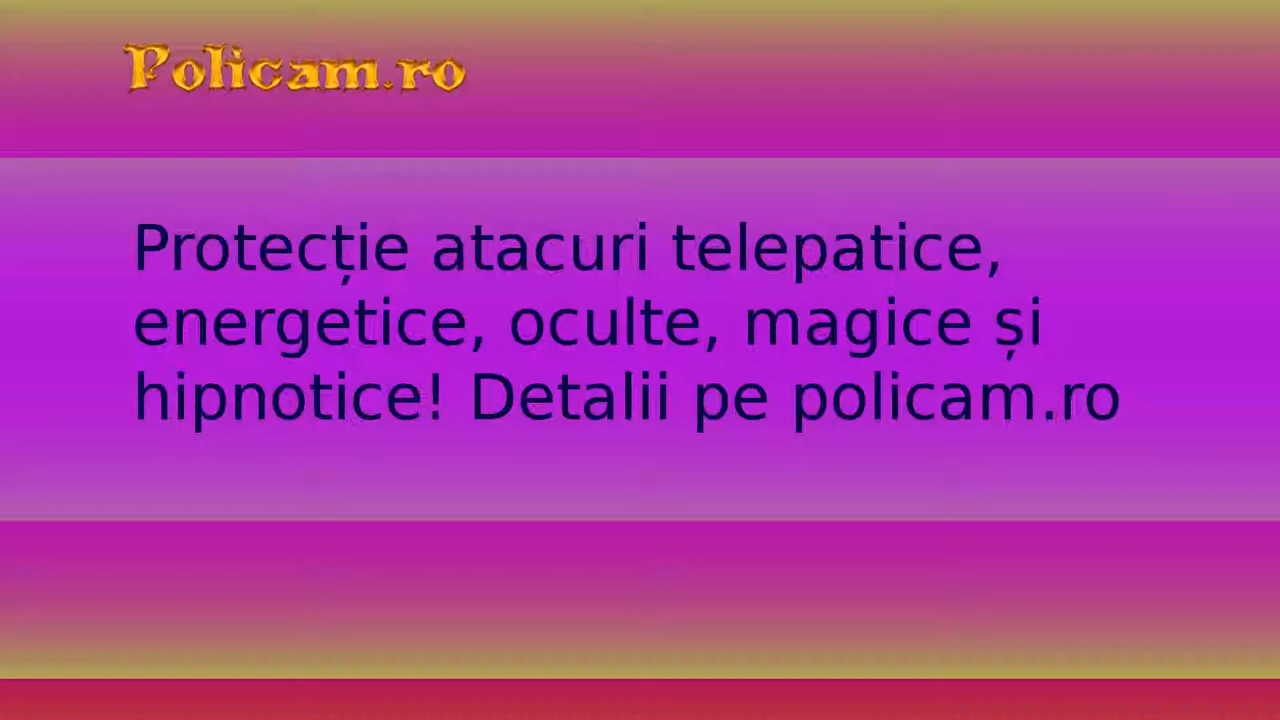 Policam.ro
Protecție atacuri telepatice,
energetice, oculte, magice și
hipnotice! Detalii pe policam.ro